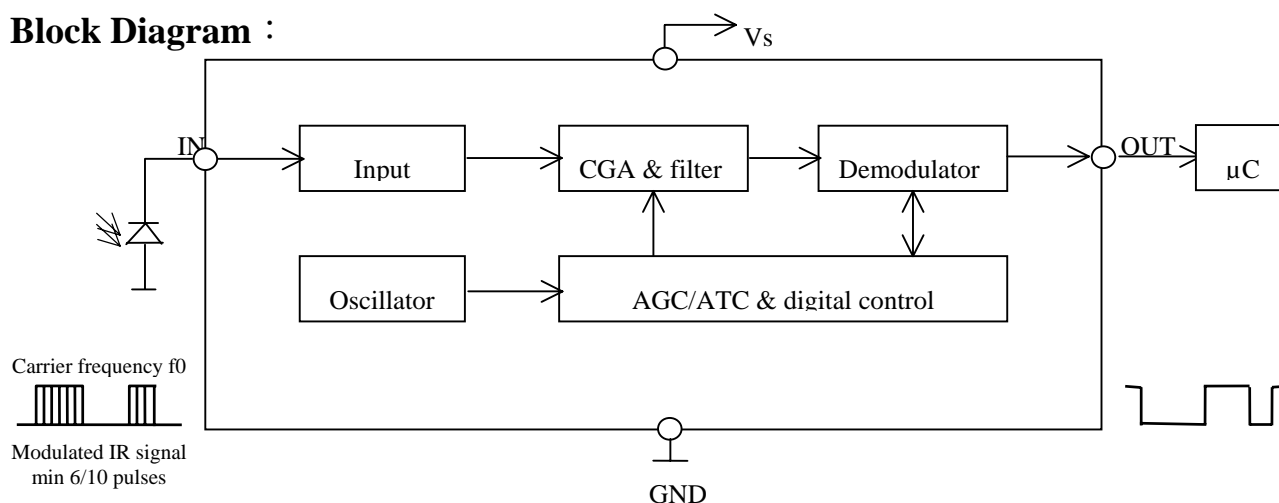 Block Diagram：
Vs
IN
Input
CGA & filter
Demodulator
OUT
µC
Oscillator
AGC/ATC & digital control
Carrier frequency f0
Modulated IR signal
min 6/10 pulses
GND